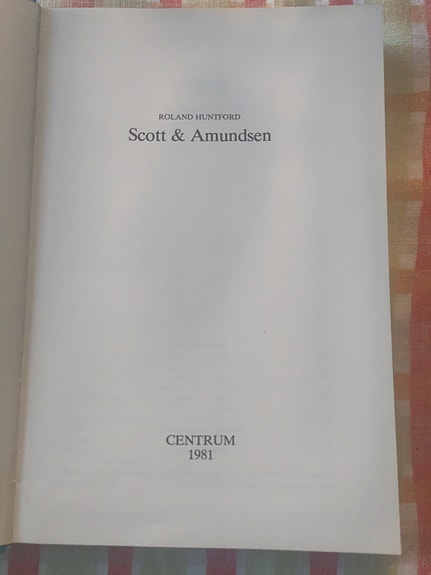 ROLAND HUNTFORD
Scott & Amundsen
CENTRUM
1981